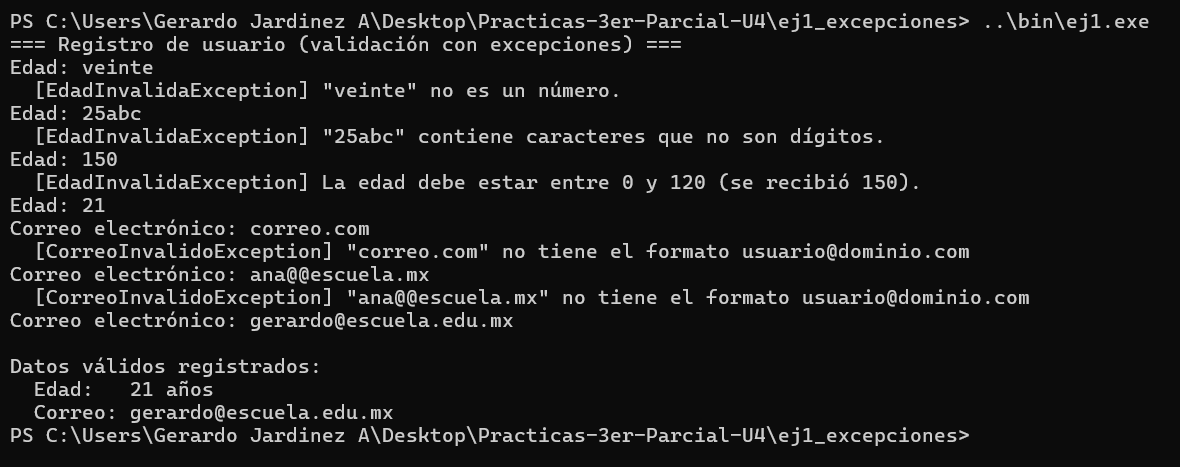 PS C:\Users\Gerardo Jardinez A\Desktop\Practicas-3er-Parcial-U4\ej1_excepciones> ..\bin\ej1.exe
=== Registro de usuario (validación con excepciones) ===
Edad: veinte
  [EdadInvalidaException] "veinte" no es un número.
Edad: 25abc
  [EdadInvalidaException] "25abc" contiene caracteres que no son dígitos.
Edad: 150
  [EdadInvalidaException] La edad debe estar entre 0 y 120 (se recibió 150).
Edad: 21
Correo electrónico: correo.com
  [CorreoInvalidoException] "correo.com" no tiene el formato usuario@dominio.com
Correo electrónico: ana@@escuela.mx
  [CorreoInvalidoException] "ana@@escuela.mx" no tiene el formato usuario@dominio.com
Correo electrónico: gerardo@escuela.edu.mx

Datos válidos registrados:
  Edad:   21 años
  Correo: gerardo@escuela.edu.mx
PS C:\Users\Gerardo Jardinez A\Desktop\Practicas-3er-Parcial-U4\ej1_excepciones>